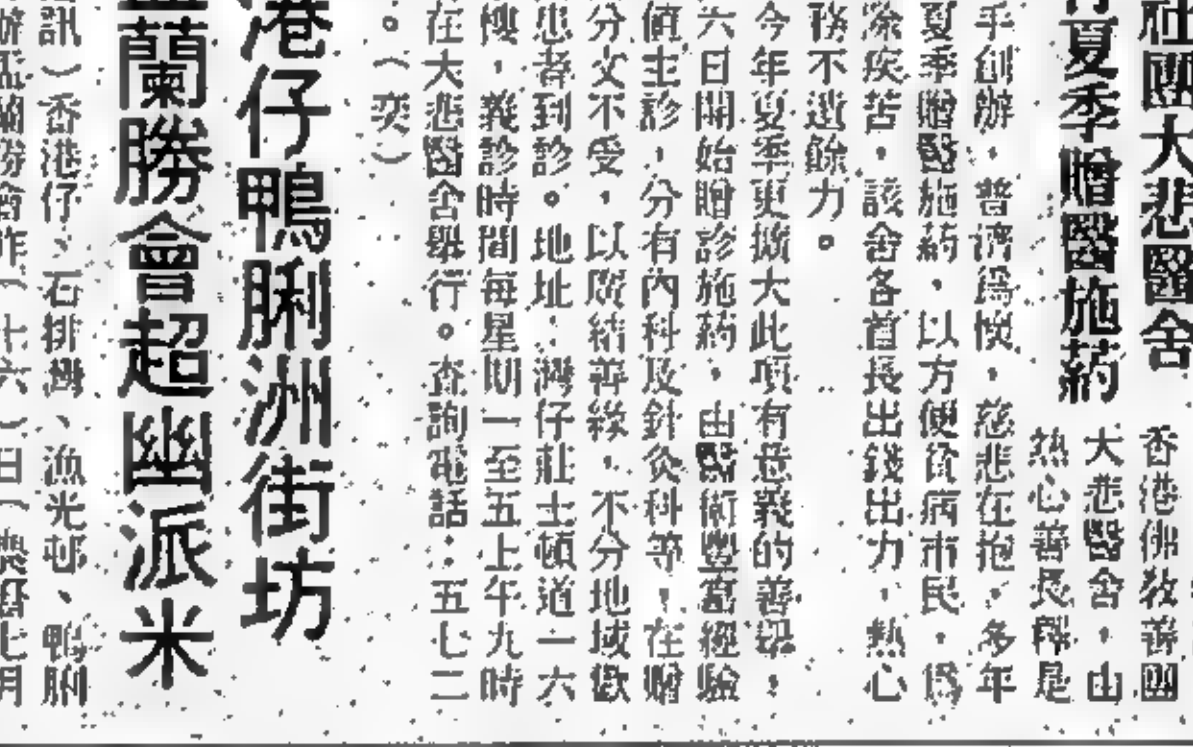 社團大悲醫舍
夏季贈醫施药
香港佛教善團
大悲醫舍，由
熱心善長釋是
手創辦，普濟爲懷，慈悲在抱，多年
夏季贈醫施葯，以方便貧病市民，爲
除疾苦，該舍各首長出錢出力，熱心
務不遺餘力。
今年夏季更擴大此項有意義的善舉，
六日開始贈診施葯，由醫術豐富經驗
值主診，分有內科及針灸科等，在贈
分文不受，以廣結善緣，不分地域歡
患者到診。地址：灣仔莊士頓道一六
樓，義診時間每星期一至五上午九時
在大悲醫舍舉行。查詢電話：五七二
。（奕）
港仔鴨脷洲街坊
蘭勝會超幽派米
訊）香港仔、石排灣、漁光邨、鴨脷
盂蘭勝會昨（廿六）日（農曆七月